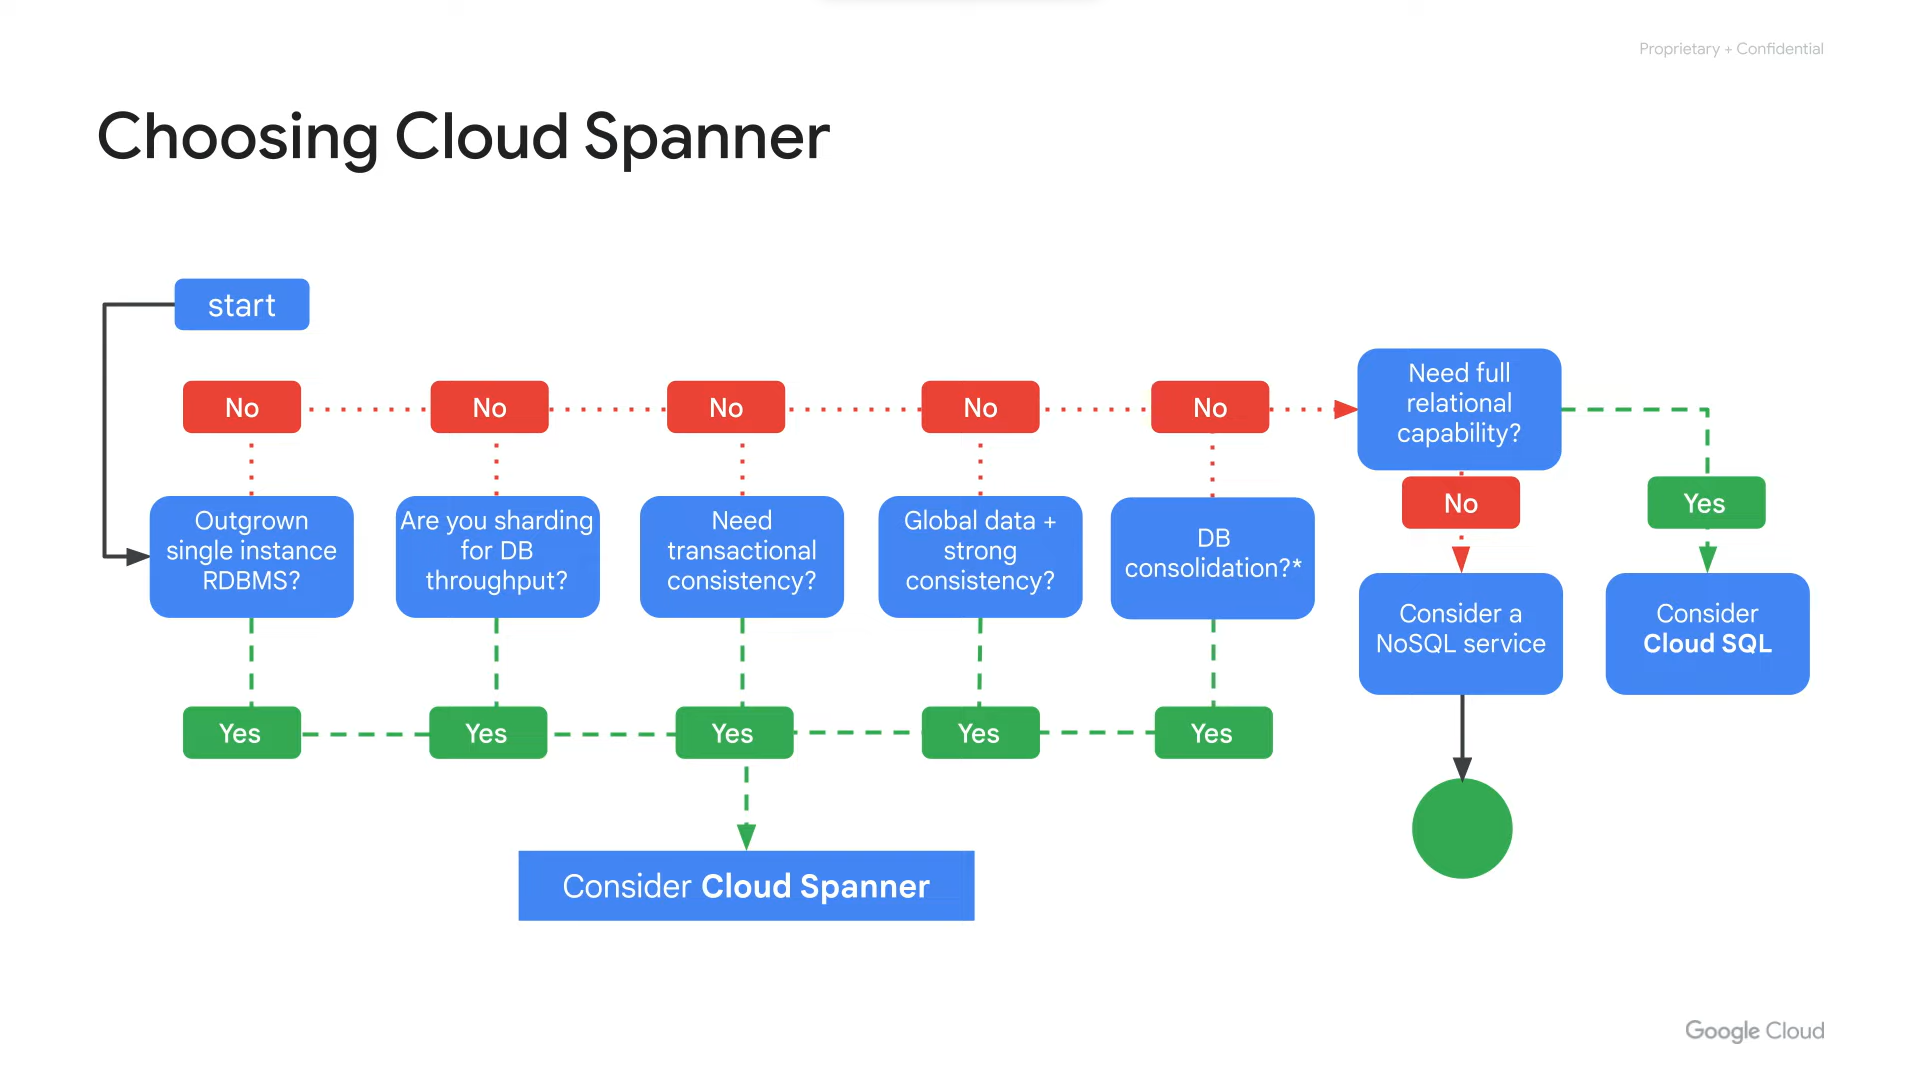 Proprietary + Confidential
Choosing Cloud Spanner
start
No
No
No
No
No
Need full
relational
capability?
No
Yes
Outgrown
single instance
RDBMS?
Are you sharding
for DB
throughput?
Need
transactional
consistency?
Global data +
strong
consistency?
DB
consolidation?*
Consider a
NoSQL service
Consider
Cloud SQL
Yes
Yes
Yes
Yes
Yes
Consider Cloud Spanner
Google Cloud